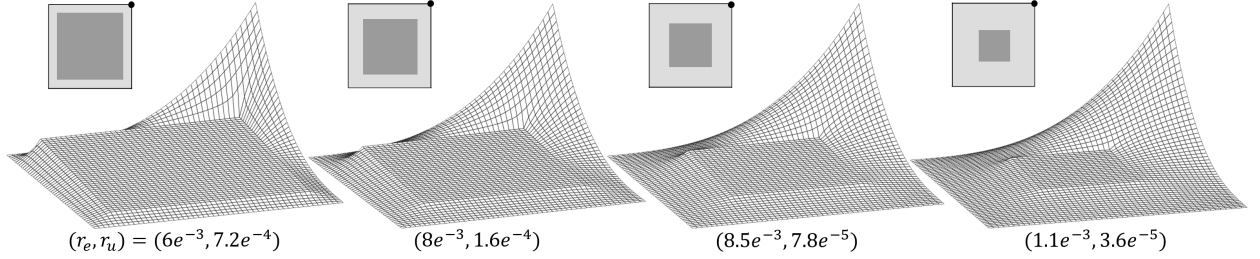 (r_e, r_u) = (6e^{-3}, 7.2e^{-4})
(8e^{-3}, 1.6e^{-4})
(8.5e^{-3}, 7.8e^{-5})
(1.1e^{-3}, 3.6e^{-5})